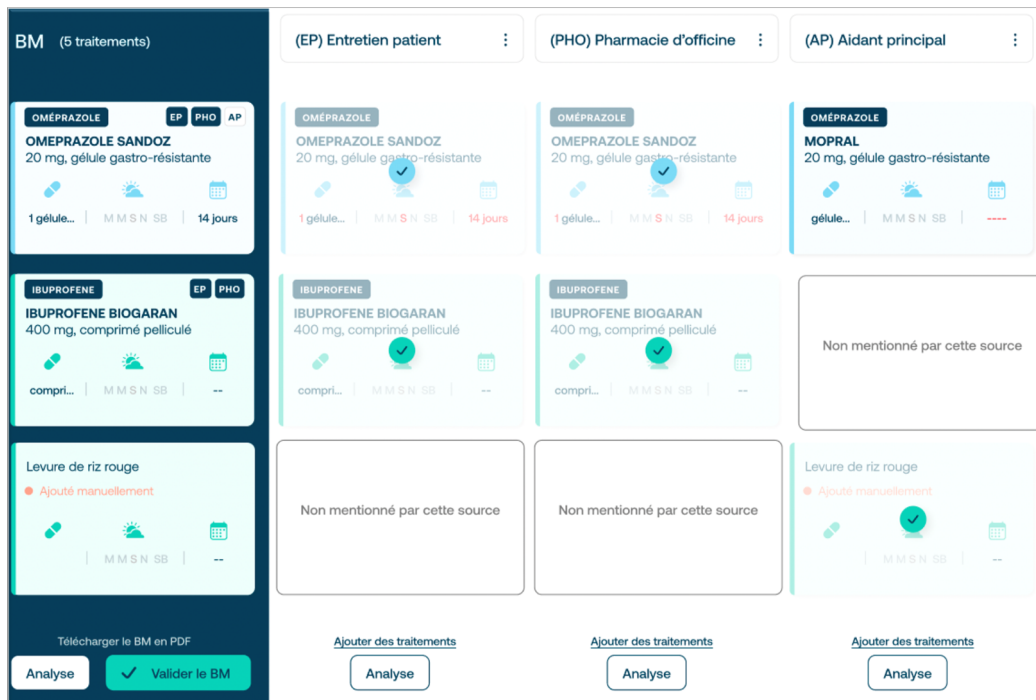 BM (5 traitements)
(EP) Entretien patient
(PHO) Pharmacie d'officine
(AP) Aidant principal
OMÉPRAZOLE EP PHO AP
OMEPRAZOLE SANDOZ
20 mg, gélule gastro-résistante
1 gélule... M M S N SB 14 jours
OMÉPRAZOLE
OMEPRAZOLE SANDOZ
20 mg, gélule gastro-résistante
1 gélule... M M S N SB 14 jours
OMÉPRAZOLE
OMEPRAZOLE SANDOZ
20 mg, gélule gastro-résistante
1 gélule... M M S N SB 14 jours
OMÉPRAZOLE
MOPRAL
20 mg, gélule gastro-résistante
gélule... M M S N SB ----
IBUPROFENE EP PHO
IBUPROFENE BIOGARAN
400 mg, comprimé pelliculé
compri... M M S N SB --
IBUPROFENE
IBUPROFENE BIOGARAN
400 mg, comprimé pelliculé
compri... M M S N SB --
IBUPROFENE
IBUPROFENE BIOGARAN
400 mg, comprimé pelliculé
compri... M M S N SB --
Non mentionné par cette source
Levure de riz rouge
Ajouté manuellement
M M S N SB --
Non mentionné par cette source
Non mentionné par cette source
Levure de riz rouge
Ajouté manuellement
M M S N SB --
Télécharger le BM en PDF
Analyse Valider le BM
Ajouter des traitements
Analyse
Ajouter des traitements
Analyse
Ajouter des traitements
Analyse